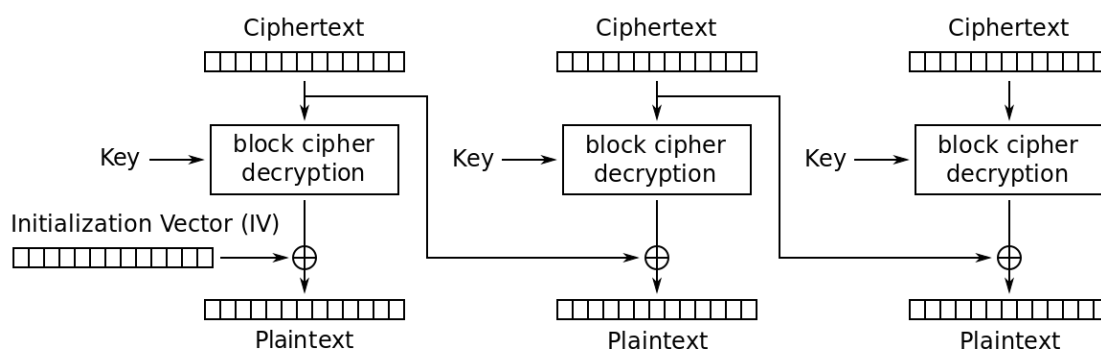 Ciphertext
Ciphertext
Ciphertext
Key
block cipher
decryption
Key
block cipher
decryption
Key
block cipher
decryption
Initialization Vector (IV)
Plaintext
Plaintext
Plaintext